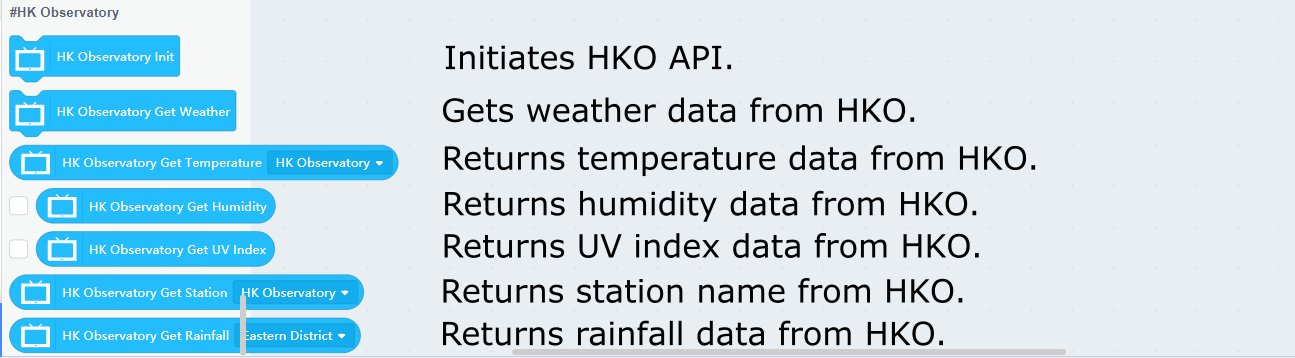 #HK Observatory
HK Observatory Init
Initiates HKO API.
HK Observatory Get Weather
Gets weather data from HKO.
HK Observatory Get Temperature HK Observatory
Returns temperature data from HKO.
HK Observatory Get Humidity
Returns humidity data from HKO.
HK Observatory Get UV Index
Returns UV index data from HKO.
HK Observatory Get Station HK Observatory
Returns station name from HKO.
HK Observatory Get Rainfall Eastern District
Returns rainfall data from HKO.